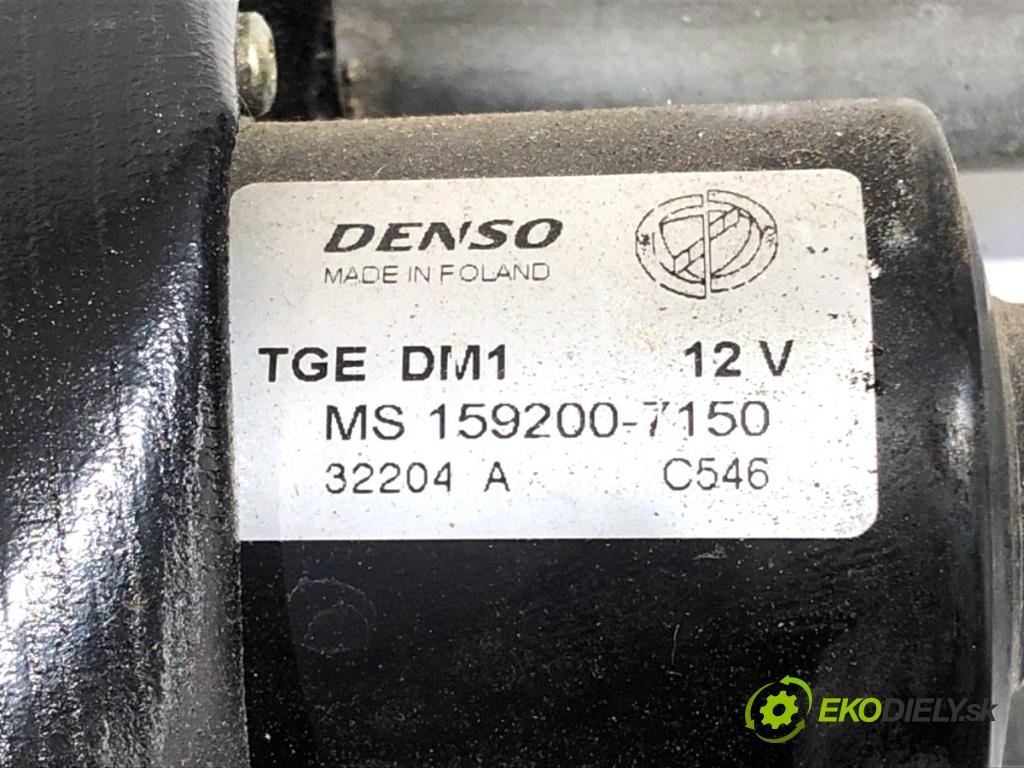 DENSO
MADE IN POLAND
TGE DM1 12 V
MS 159200-7150
32204 A C546
EKODIELY.sk